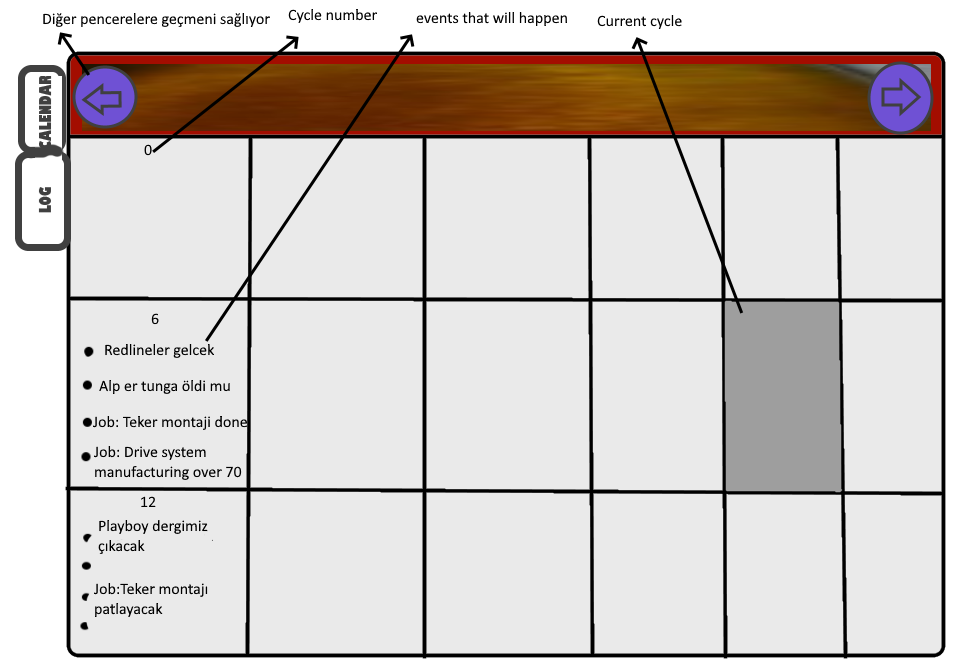 Diğer pencerelere geçmeni sağlıyor
Cycle number
events that will happen
Current cycle
CALENDAR
LOG
0
6
Redlineler gelcek
Alp er tunga öldi mu
Job: Teker montaji done
Job: Drive system
manufacturing over 70
12
Playboy dergimiz
çıkacak
Job:Teker montajı
patlayacak